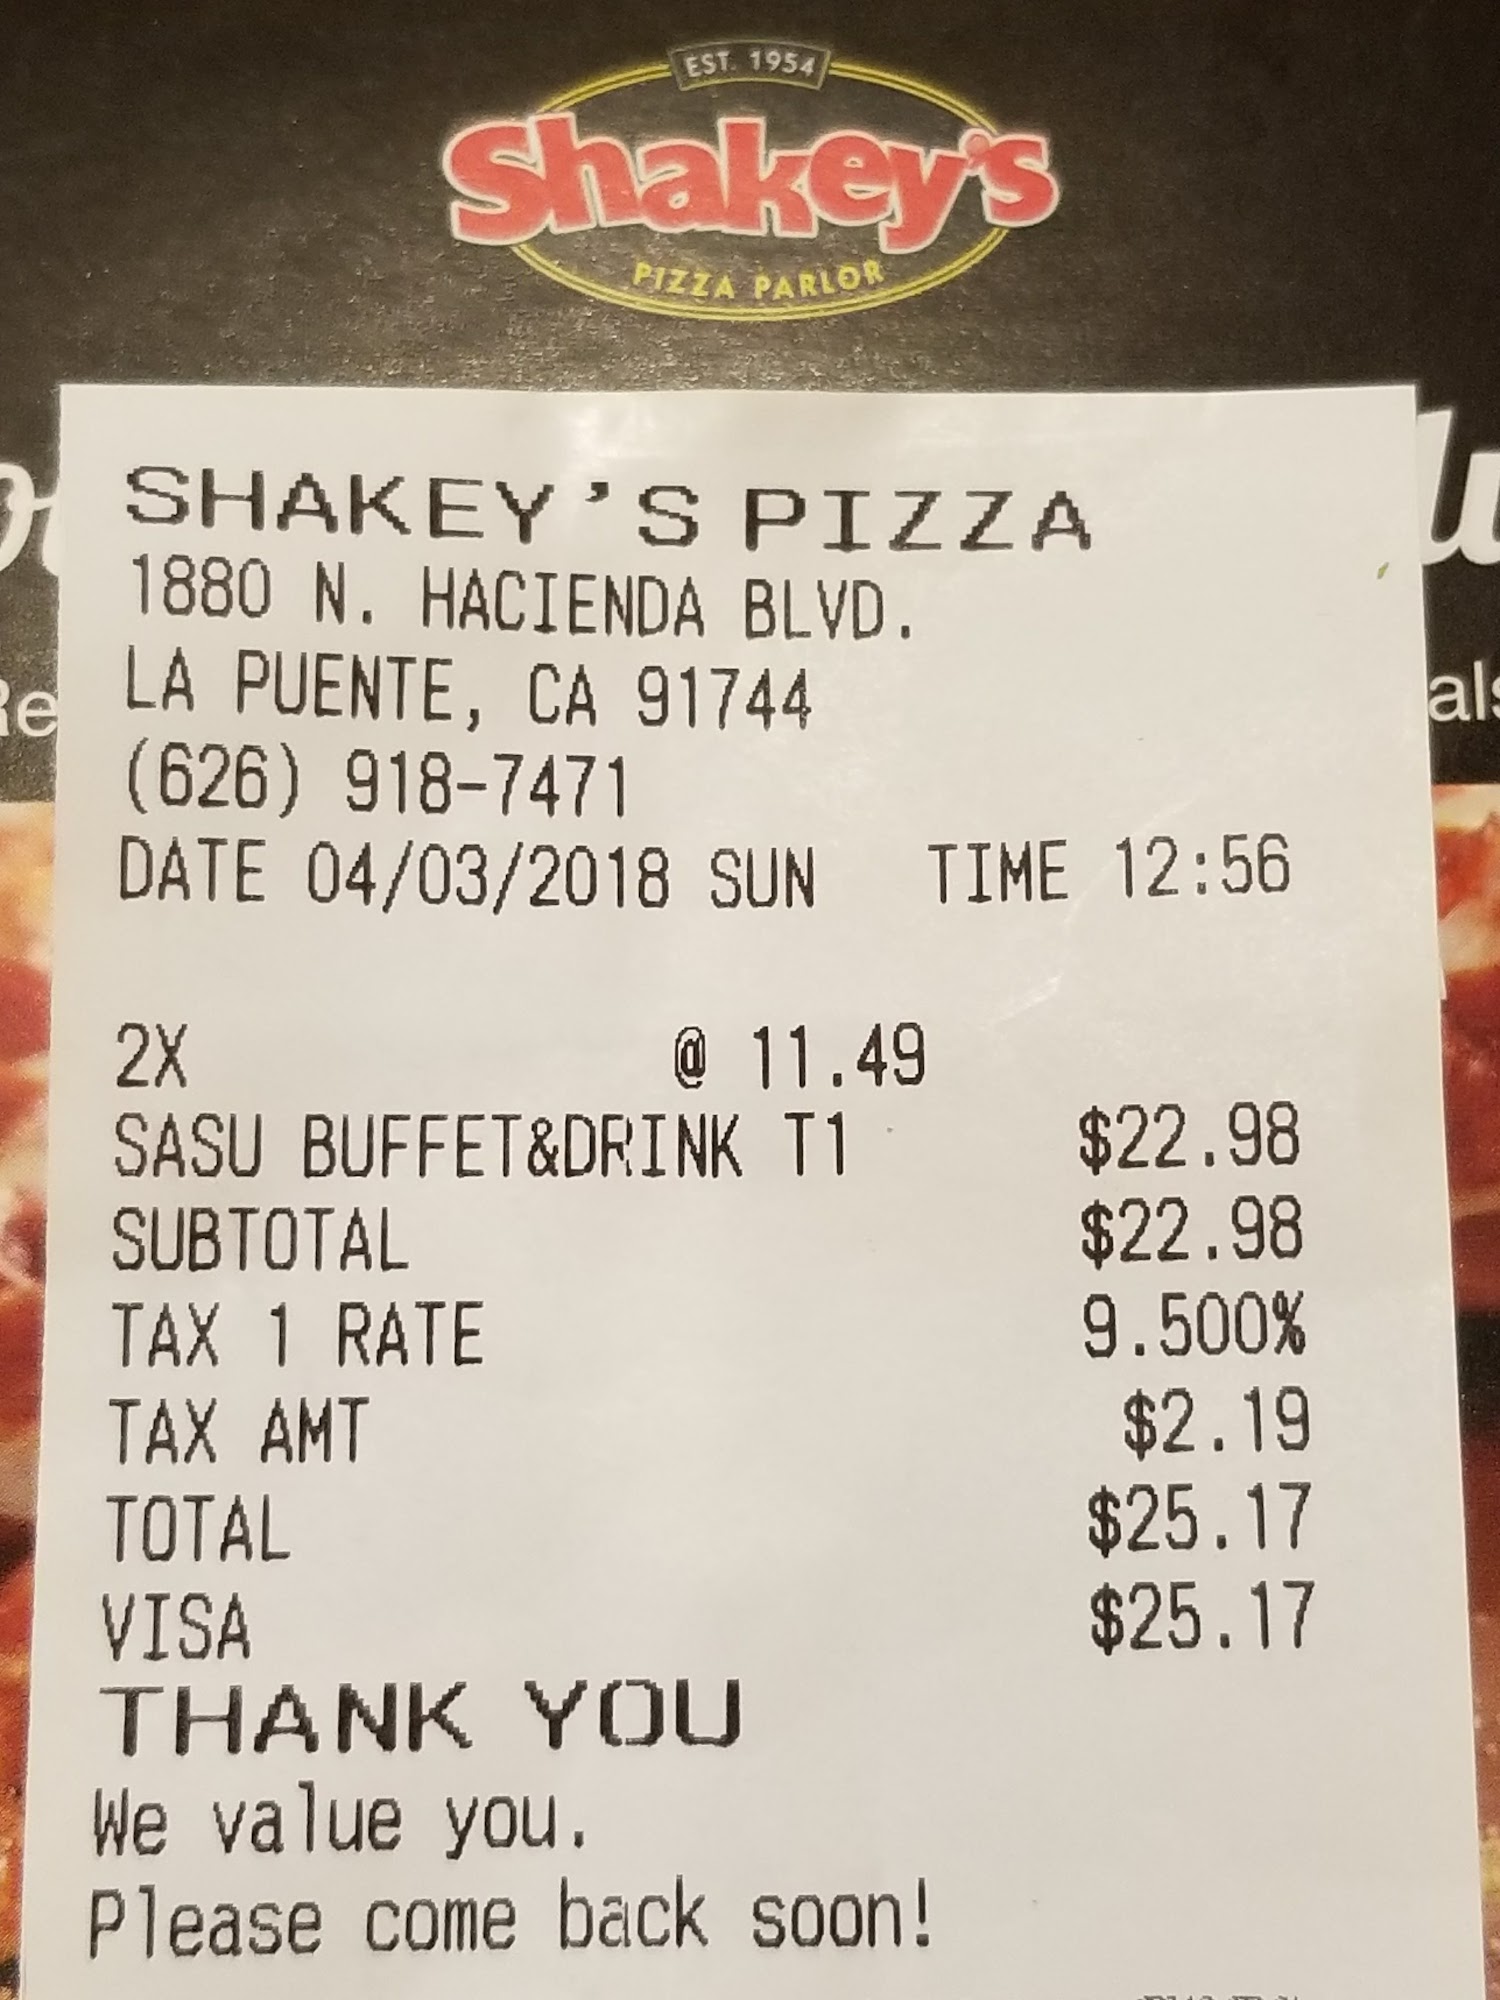 EST. 1954
Shakey's
PIZZA PARLOR
SHAKEY'S PIZZA
1880 N. HACIENDA BLVD.
LA PUENTE, CA 91744
(626) 918-7471
DATE 04/03/2018 SUN TIME 12:56
2X @ 11.49
SASU BUFFET&DRINK T1 $22.98
SUBTOTAL $22.98
TAX 1 RATE 9.500%
TAX AMT $2.19
TOTAL $25.17
VISA $25.17
THANK YOU
We value you.
Please come back soon!